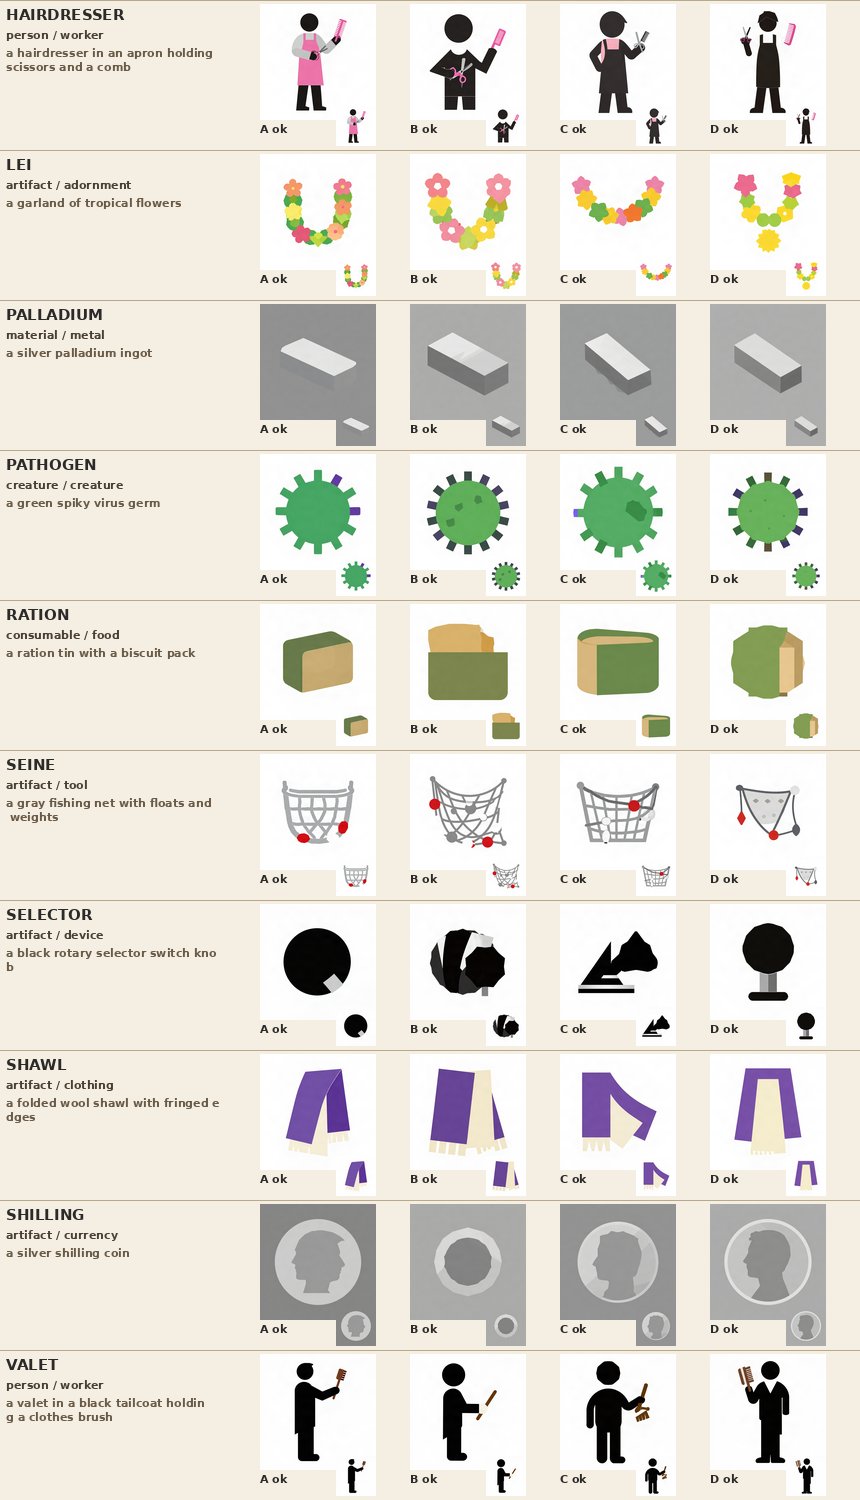 HAIRDRESSER
person / worker
a hairdresser in an apron holding
scissors and a comb
A ok
B ok
C ok
D ok
LEI
artifact / adornment
a garland of tropical flowers
A ok
B ok
C ok
D ok
PALLADIUM
material / metal
a silver palladium ingot
A ok
B ok
C ok
D ok
PATHOGEN
creature / creature
a green spiky virus germ
A ok
B ok
C ok
D ok
RATION
consumable / food
a ration tin with a biscuit pack
A ok
B ok
C ok
D ok
SEINE
artifact / tool
a gray fishing net with floats and
weights
A ok
B ok
C ok
D ok
SELECTOR
artifact / device
a black rotary selector switch kno
b
A ok
B ok
C ok
D ok
SHAWL
artifact / clothing
a folded wool shawl with fringed e
dges
A ok
B ok
C ok
D ok
SHILLING
artifact / currency
a silver shilling coin
A ok
B ok
C ok
D ok
VALET
person / worker
a valet in a black tailcoat holdin
g a clothes brush
A ok
B ok
C ok
D ok